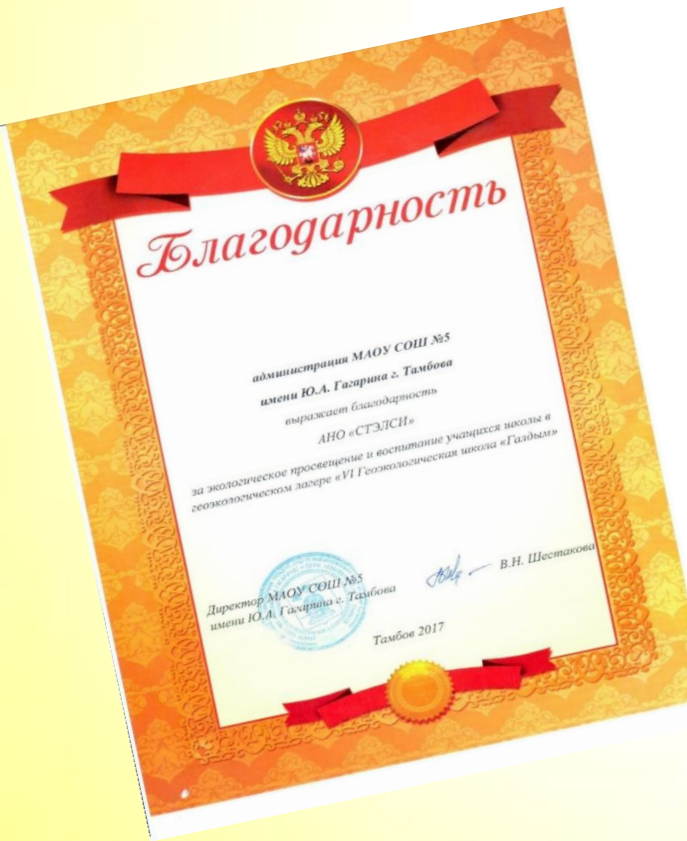 Благодарность
администрация МАОУ СОШ №5
имени Ю.А. Гагарина г. Тамбова
выражает благодарность
АНО «СТЭЛСИ»
за экологическое просвещение и воспитание учащихся школы в
геоэкологическом лагере «VI Геоэкологическая школа «Галдым»
Директор МАОУ СОШ №5
имени Ю.А. Гагарина г. Тамбова
В.Н. Шестакова
Тамбов 2017